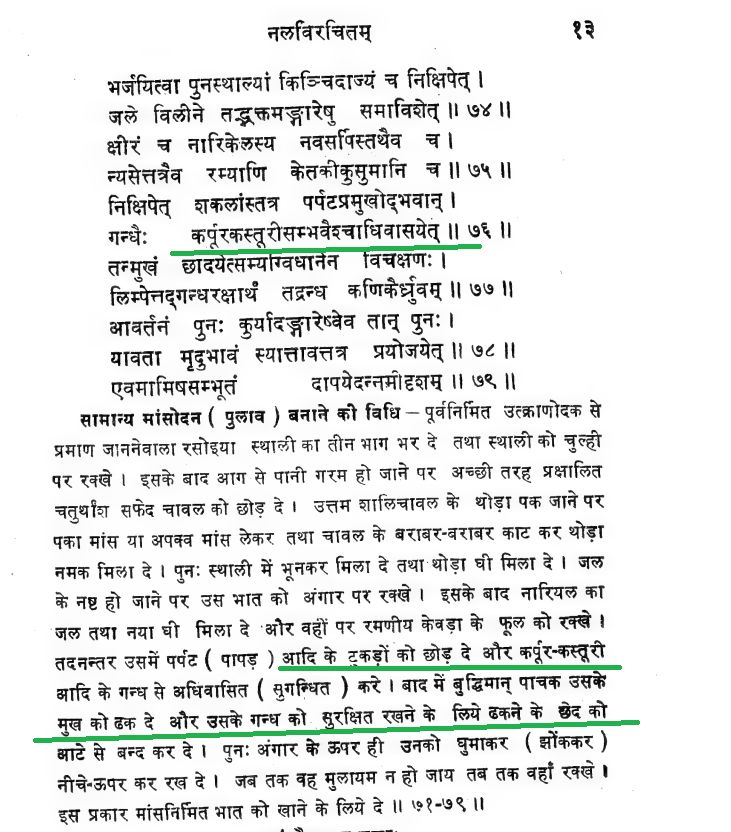 नलविरचितम् १३
भर्जयित्वा पुनस्थाल्यां किञ्चिदाज्यं च निक्षिपेत् ।
जले विलीने तद्भक्तमङ्गारेषु समाविशेत् ॥ ७४ ॥
क्षीरं च नारिकेलस्य नवसर्पिस्तथैव च ।
न्यसेत्तत्रैव रम्याणि केतकीकुसुमानि च ॥ ७५ ॥
निक्षिपेत् शकलांस्तत्र पर्पटप्रमुखोद्भवान् ।
गन्धैः कर्पूरकस्तूरीसम्भवैश्चाधिवासयेत् ॥ ७६ ॥
तन्मुखं छादयेत्सम्यग्विधानेन विचक्षणः ।
लिम्पेत्तद्गन्धरक्षार्थं तद्रन्ध्र कणिकैर्ध्रुवम् ॥ ७७ ॥
आवर्तनं पुनः कुर्यादङ्गारेष्वेव तान् पुनः ।
यावता मृदुभावं स्यात्तावत्तत्र प्रयोजयेत् ॥ ७८ ॥
एवमामिषसम्भूतं दापयेदन्नमीदृशम् ॥ ७९ ॥
सामान्य मांसोदन ( पुलाव ) बनाने की विधि – पूर्वनिर्मित उत्क्राणोदक से
प्रमाण जाननेवाला रसोइया स्थाली का तीन भाग भर दे तथा स्थाली को चुल्ही
पर रक्खे । इसके बाद आग से पानी गरम हो जाने पर अच्छी तरह प्रक्षालित
चतुर्थांश सफेद चावल को छोड़ दे । उत्तम शालिचावल के थोड़ा पक जाने पर
पका मांस या अपक्व मांस लेकर तथा चावल के बराबर-बराबर काट कर थोड़ा
नमक मिला दे । पुनः स्थाली में भूनकर मिला दे तथा थोड़ा घी मिला दे । जल
के नष्ट हो जाने पर उस भात को अंगार पर रक्खे । इसके बाद नारियल का
जल तथा नया घी मिला दे और वहीं पर रमणीय केवड़ा के फूल को रक्खे ।
तदनन्तर उसमें पर्पट ( पापड़ ) आदि के टुकड़ों को छोड़ दे और कर्पूर-कस्तूरी
आदि के गन्ध से अधिवासित ( सुगन्धित ) करे । बाद में बुद्धिमान् पाचक उसके
मुख को ढक दे और उसके गन्ध को सुरक्षित रखने के लिये ढकने के छेद को
आटे से बन्द कर दे । पुनः अंगार के ऊपर ही उनको घुमाकर ( झोंककर )
नीचे-ऊपर कर रख दे । जब तक वह मुलायम न हो जाय तब तक वहाँ रक्खे ।
इस प्रकार मांसनिर्मित भात को खाने के लिये दे ॥ ७१-७९ ॥